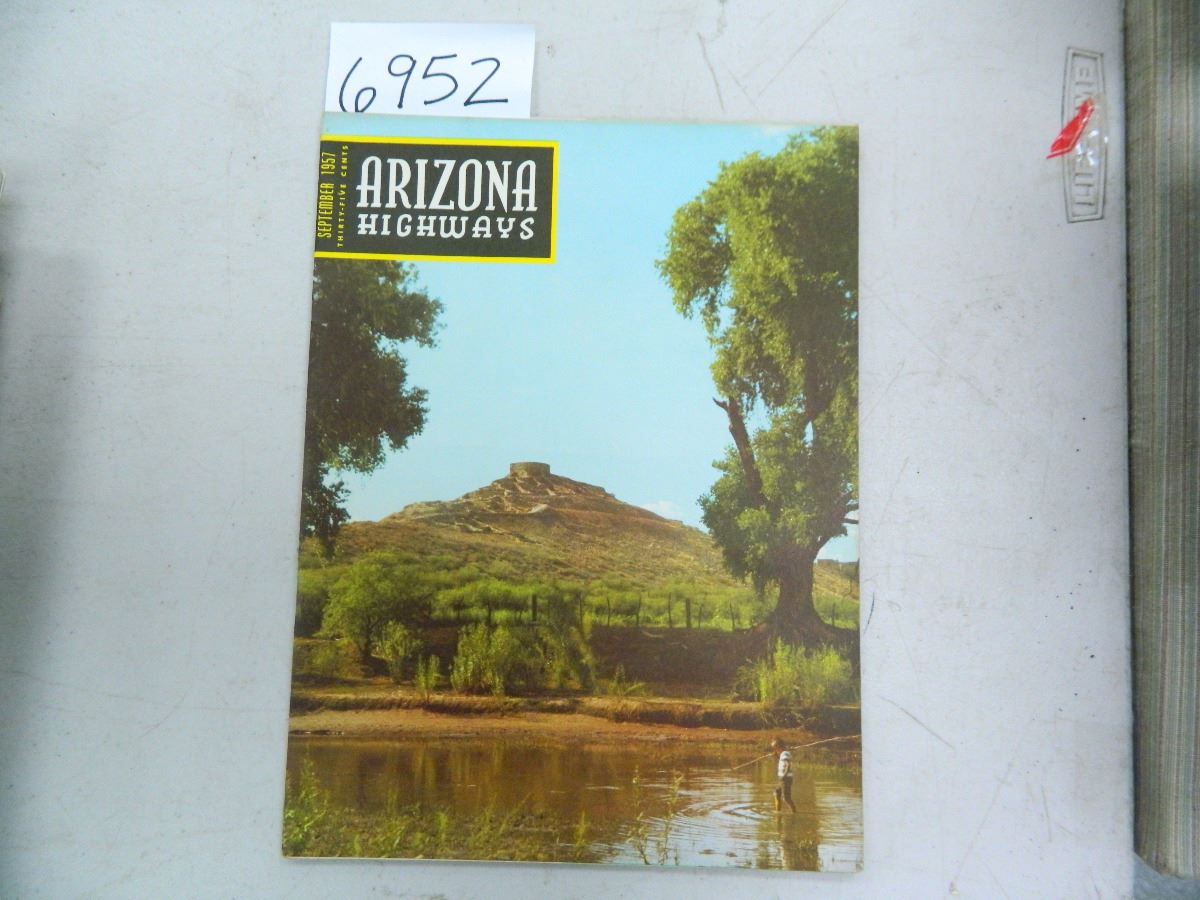 6952
SEPTEMBER 1957
THIRTY-FIVE CENTS
ARIZONA
HIGHWAYS